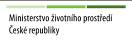 Ministerstvo životního prostředí
České republiky